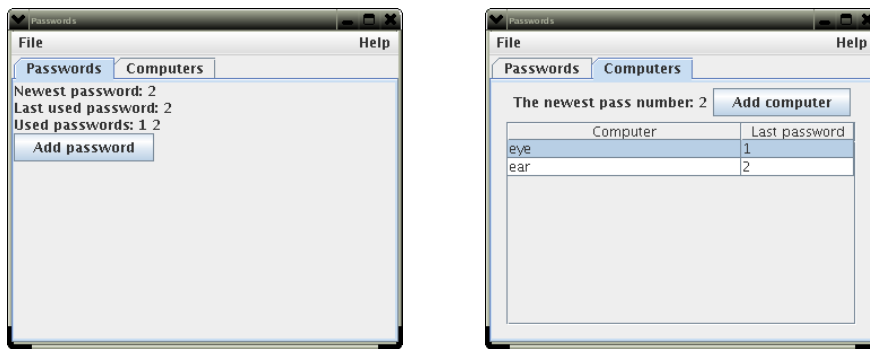 Passwords
File Help
Passwords Computers
Newest password: 2
Last used password: 2
Used passwords: 1 2
Add password
Passwords
File Help
Passwords Computers
The newest pass number: 2 Add computer
Computer Last password
eye 1
ear 2